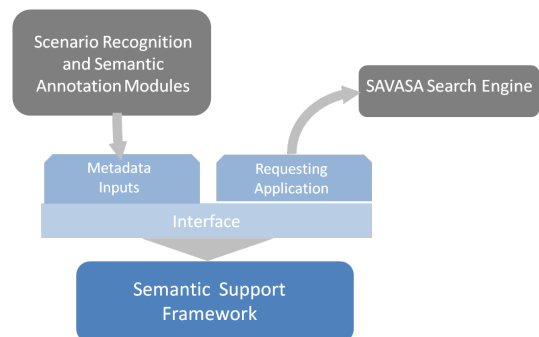 Scenario Recognition
and Semantic
Annotation Modules
SAVASA Search Engine
Metadata
Inputs
Requesting
Application
Interface
Semantic Support
Framework